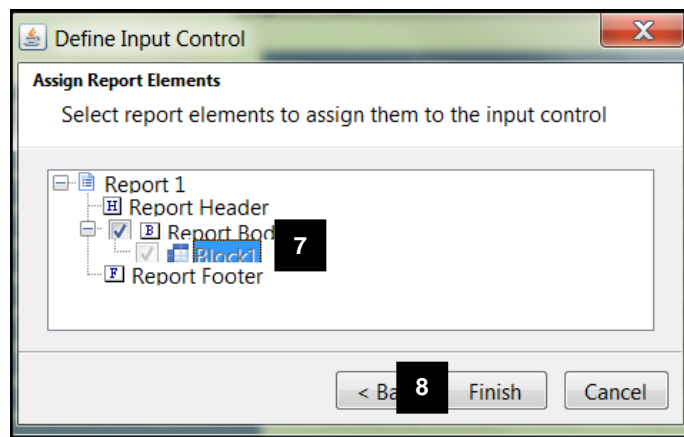 Define Input Control
X
Assign Report Elements
Select report elements to assign them to the input control
Report 1
H Report Header
B Report Bod
7
Block1
F Report Footer
< Ba
8
Finish
Cancel